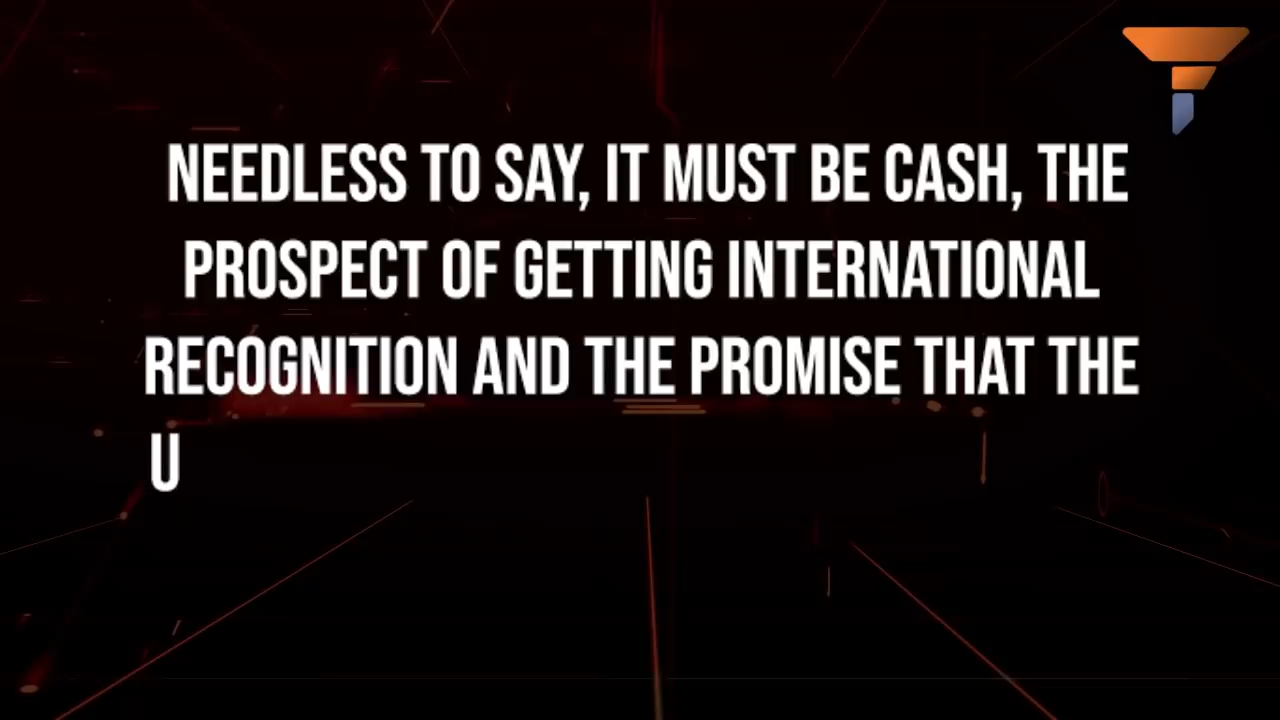 NEEDLESS TO SAY, IT MUST BE CASH, THE
PROSPECT OF GETTING INTERNATIONAL
RECOGNITION AND THE PROMISE THAT THE
U